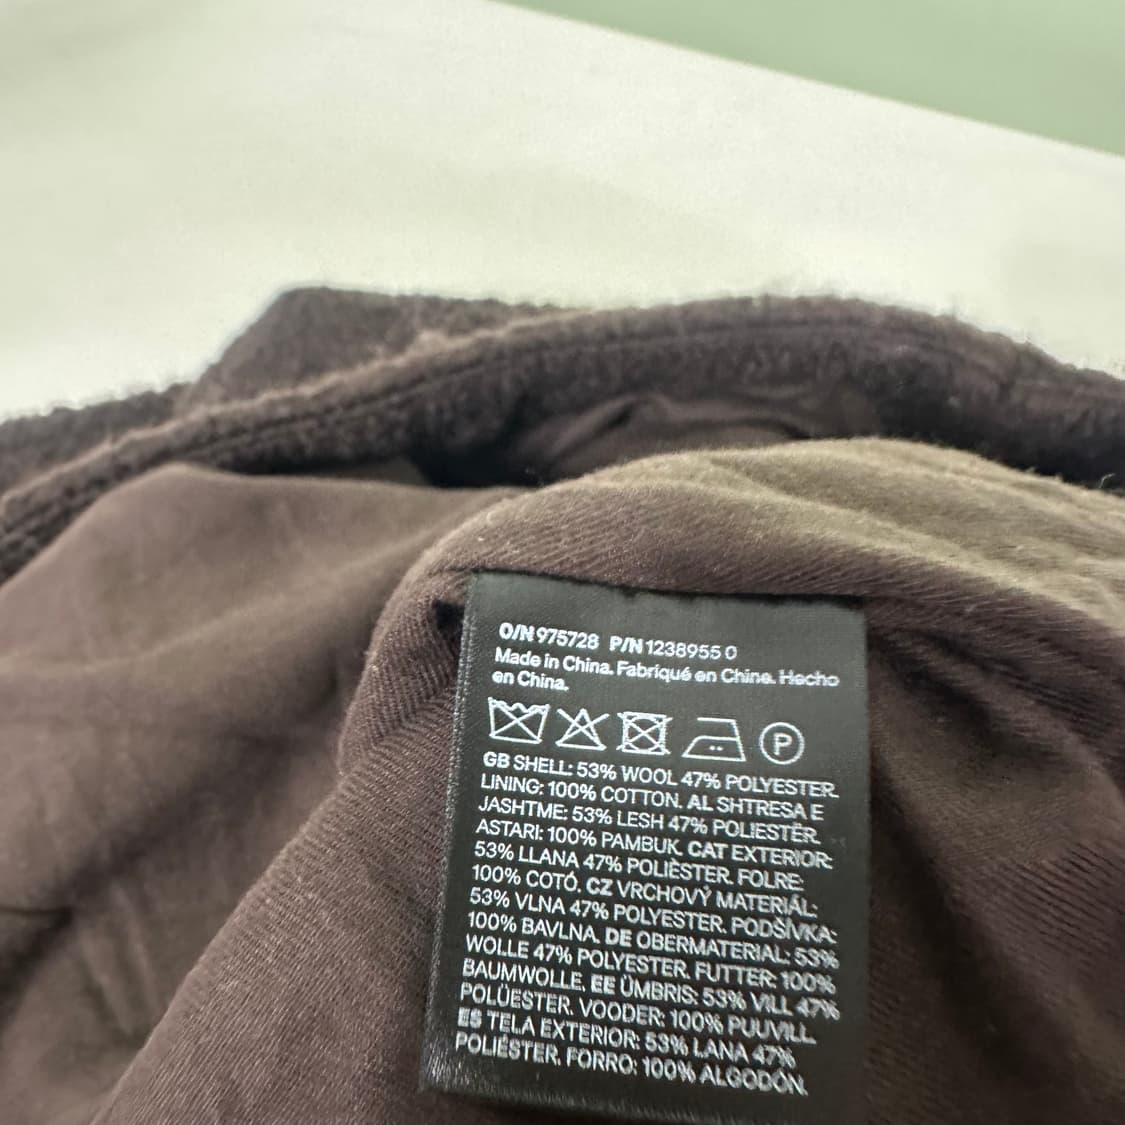 O/N 975728 P/N 1238955 0
Made in China. Fabriqué en Chine. Hecho
en China.
P
GB SHELL: 53% WOOL 47% POLYESTER.
LINING: 100% COTTON. AL SHTRESA E
JASHTME: 53% LESH 47% POLIESTËR.
ASTARI: 100% PAMBUK. CAT EXTERIOR:
53% LLANA 47% POLIÈSTER. FOLRE:
100% COTÓ. CZ VRCHOVÝ MATERIÁL:
53% VLNA 47% POLYESTER. PODŠÍVKA:
100% BAVLNA. DE OBERMATERIAL: 53%
WOLLE 47% POLYESTER. FUTTER: 100%
BAUMWOLLE. EE ÜMBRIS: 53% VILL 47%
POLÜESTER. VOODER: 100% PUUVILL.
ES TELA EXTERIOR: 53% LANA 47%
POLIÉSTER. FORRO: 100% ALGODÓN.